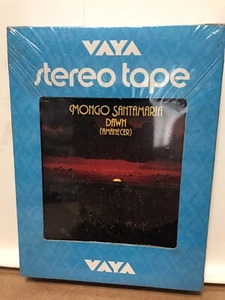 VAYA
stereo tape
MONGO SANTAMARIA
DAWN
(AMANECER)
VAYA